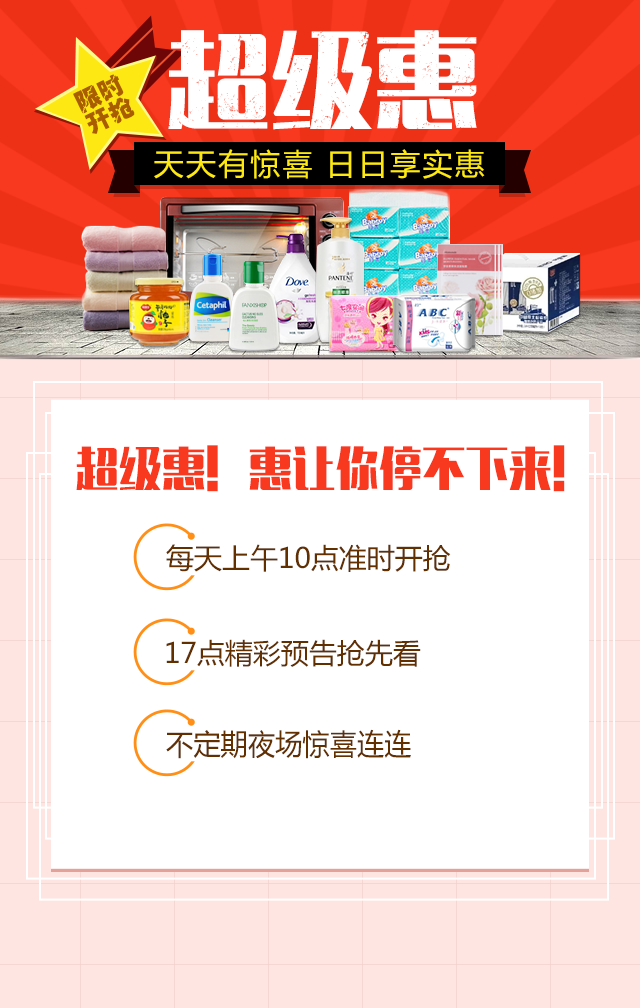 限时
开抢
超级惠
天天有惊喜 日日享实惠
Cetaphil
Dove
PANTENE
Babyjoy
Babyjoy
ABC
超级惠! 惠让你停不下来!
每天上午10点准时开抢
17点精彩预告抢先看
不定期夜场惊喜连连